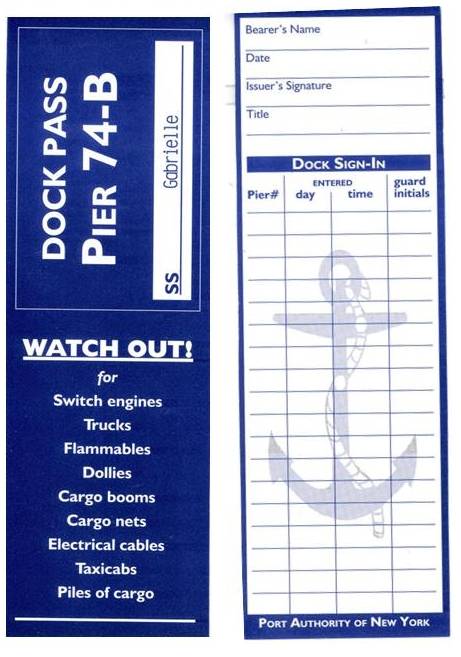 DOCK PASS
PIER 74-B
SS Gabrielle
WATCH OUT!
for
Switch engines
Trucks
Flammables
Dollies
Cargo booms
Cargo nets
Electrical cables
Taxicabs
Piles of cargo
Bearer's Name
Date
Issuer's Signature
Title
DOCK SIGN-IN
Pier# ENTERED day time guard initials
PORT AUTHORITY OF NEW YORK